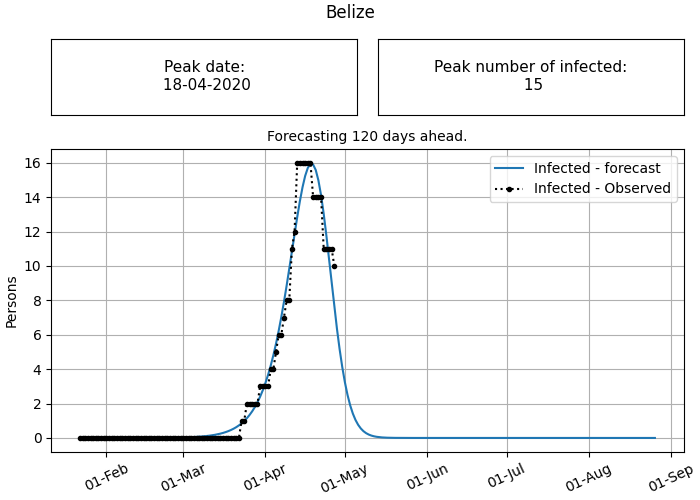 Belize
Peak date:
18-04-2020
Peak number of infected:
15
Forecasting 120 days ahead.
Infected - forecast
Infected - Observed
Persons
16
14
12
10
8
6
4
2
0
01-Feb
01-Mar
01-Apr
01-May
01-Jun
01-Jul
01-Aug
01-Sep